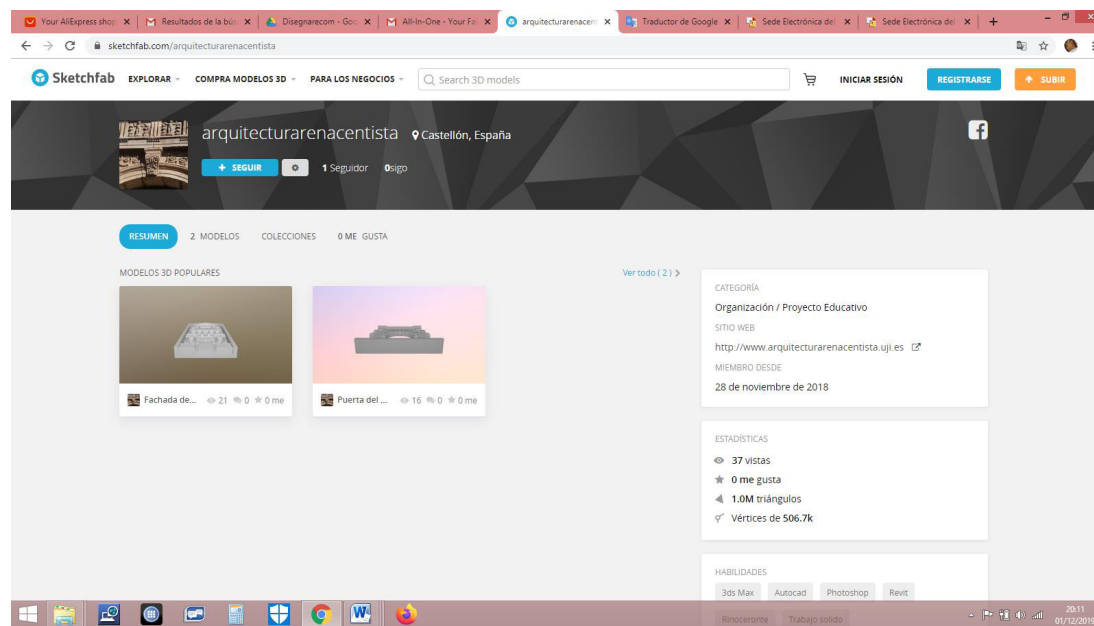 Your AliExpress shop Resultados de la bús Disegnarecom - Goo All-In-One - Your Fa arquitecturarenacent Traductor de Google Sede Electrónica del Sede Electrónica del
sketchfab.com/arquitecturarenacentista
Sketchfab EXPLORAR COMPRA MODELOS 3D PARA LOS NEGOCIOS Search 3D models INICIAR SESIÓN REGISTRARSE SUBIR
arquitecturarenacentista Castellón, España
+ SEGUIR 1 Seguidor 0sigo
RESUMEN 2 MODELOS COLECCIONES 0 ME GUSTA
MODELOS 3D POPULARES Ver todo ( 2 )
Fachada de... 21 0 0 me
Puerta del ... 16 0 0 me
CATEGORÍA
Organización / Proyecto Educativo
SITIO WEB
http://www.arquitecturarenacentista.uji.es
MIEMBRO DESDE
28 de noviembre de 2018
ESTADÍSTICAS
37 vistas
0 me gusta
1.0M triángulos
Vértices de 506.7k
HABILIDADES
3ds Max Autocad Photoshop Revit
Rinoceronte Trabajo solido
20:11
01/12/2019